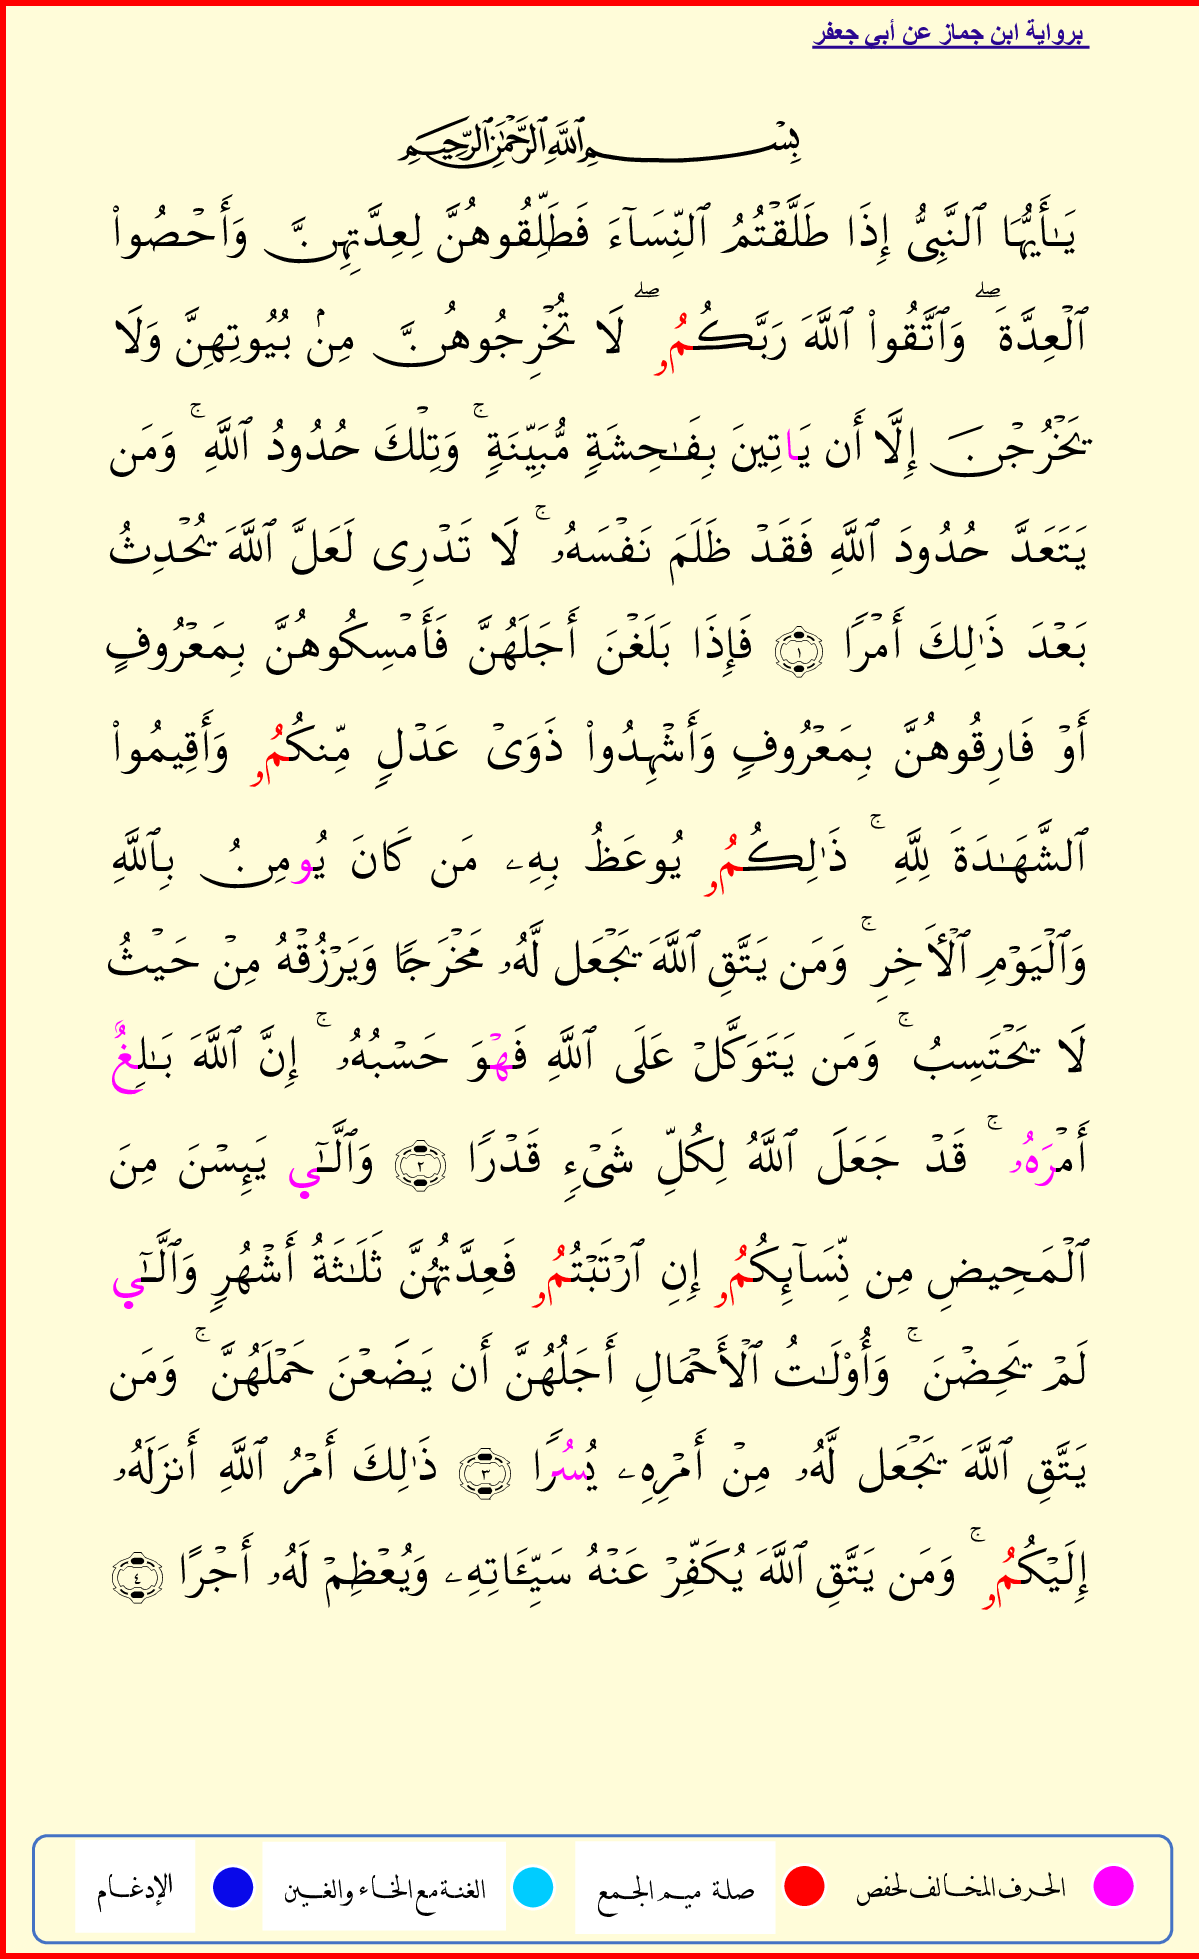 برواية ابن جماز عن أبي جعفر
بِسْمِ ٱللَّهِ ٱلرَّحْمَٰنِ ٱلرَّحِيمِ
يَـٰٓأَيُّهَا ٱلنَّبِىُّ إِذَا طَلَّقْتُمُ ٱلنِّسَآءَ فَطَلِّقُوهُنَّ لِعِدَّتِهِنَّ وَأَحْصُوا۟
ٱلْعِدَّةَ ۖ وَٱتَّقُوا۟ ٱللَّهَ رَبَّكُمُۥ ۖ لَا تُخْرِجُوهُنَّ مِنۢ بُيُوتِهِنَّ وَلَا
يَخْرُجْنَ إِلَّا أَن يَاتِينَ بِفَـٰحِشَةٍ مُّبَيِّنَةٍ ۚ وَتِلْكَ حُدُودُ ٱللَّهِ ۚ وَمَن
يَتَعَدَّ حُدُودَ ٱللَّهِ فَقَدْ ظَلَمَ نَفْسَهُۥ ۚ لَا تَدْرِى لَعَلَّ ٱللَّهَ يُحْدِثُ
بَعْدَ ذَٰلِكَ أَمْرًا ١ فَإِذَا بَلَغْنَ أَجَلَهُنَّ فَأَمْسِكُوهُنَّ بِمَعْرُوفٍ
أَوْ فَارِقُوهُنَّ بِمَعْرُوفٍ وَأَشْهِدُوا۟ ذَوَىْ عَدْلٍ مِّنكُمُۥ وَأَقِيمُوا۟
ٱلشَّهَـٰدَةَ لِلَّهِ ۚ ذَٰلِكُمُۥ يُوعَظُ بِهِۦ مَن كَانَ يُومِنُ بِٱللَّهِ
وَٱلْيَوْمِ ٱلْـَٔاخِرِ ۚ وَمَن يَتَّقِ ٱللَّهَ يَجْعَل لَّهُۥ مَخْرَجًا وَيَرْزُقْهُ مِنْ حَيْثُ
لَا يَحْتَسِبُ ۚ وَمَن يَتَوَكَّلْ عَلَى ٱللَّهِ فَهْوَ حَسْبُهُۥ ۚ إِنَّ ٱللَّهَ بَـٰلِغٌ
أَمْرَهُۥ ۚ قَدْ جَعَلَ ٱللَّهُ لِكُلِّ شَىْءٍ قَدْرًا ٢ وَٱلَّـٰٓي يَئِسْنَ مِنَ
ٱلْمَحِيضِ مِن نِّسَآئِكُمُۥ إِنِ ٱرْتَبْتُمُۥ فَعِدَّتُهُنَّ ثَلَـٰثَةُ أَشْهُرٍ وَٱلَّـٰٓي
لَمْ يَحِضْنَ ۚ وَأُو۟لَـٰتُ ٱلْأَحْمَالِ أَجَلُهُنَّ أَن يَضَعْنَ حَمْلَهُنَّ ۚ وَمَن
يَتَّقِ ٱللَّهَ يَجْعَل لَّهُۥ مِنْ أَمْرِهِۦ يُسُرًا ٣ ذَٰلِكَ أَمْرُ ٱللَّهِ أَنزَلَهُۥ
إِلَيْكُمُۥ ۚ وَمَن يَتَّقِ ٱللَّهَ يُكَفِّرْ عَنْهُ سَيِّـَٔاتِهِۦ وَيُعْظِمْ لَهُۥ أَجْرًا ٤
الحرف المخالف لحفص صلة ميم الجمع الغنة مع الخاء والغين الإدغام